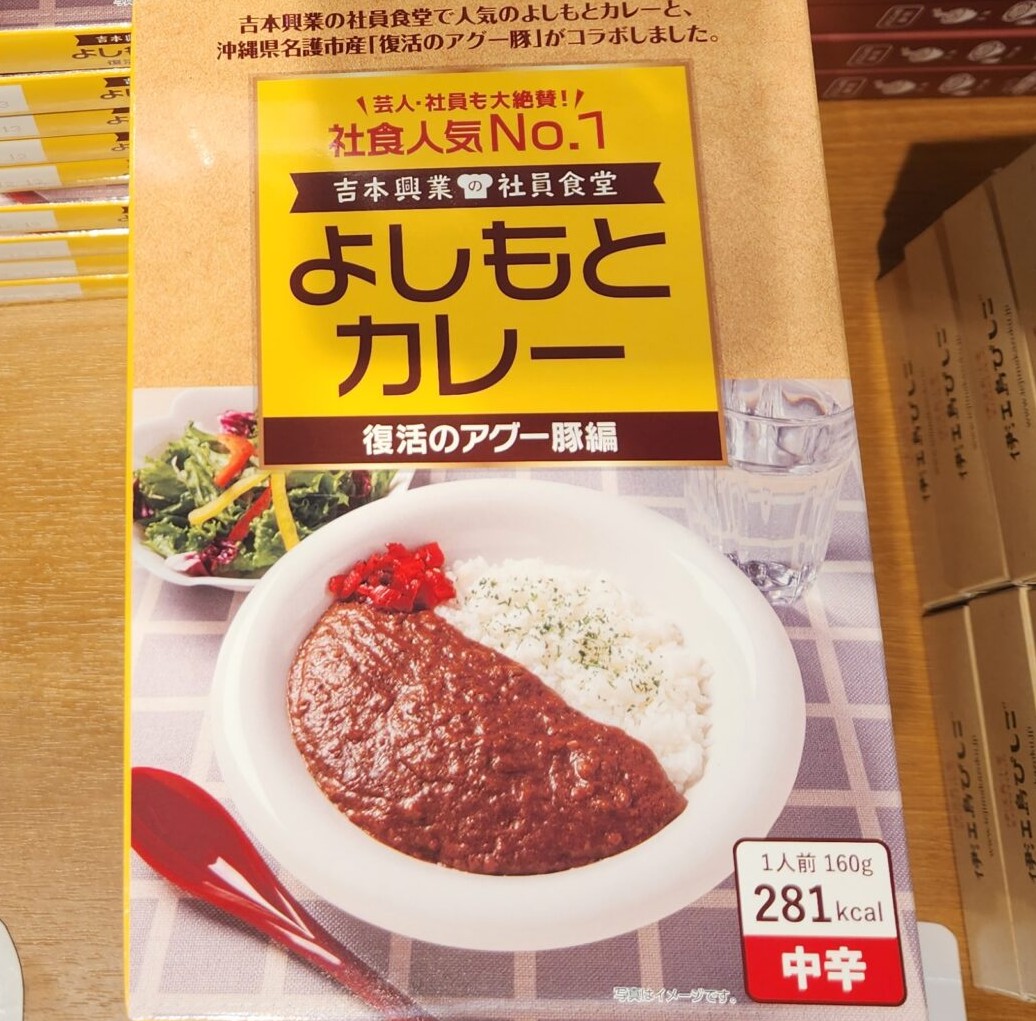 吉本興業の社員食堂で人気のよしもとカレーと、
沖縄県名護市産「復活のアグー豚」がコラボしました。
芸人・社員も大絶賛!
社食人気No.1
吉本興業の社員食堂
よしもと
カレー
復活のアグー豚編
1人前 160g
281kcal
中辛
写真はイメージです。